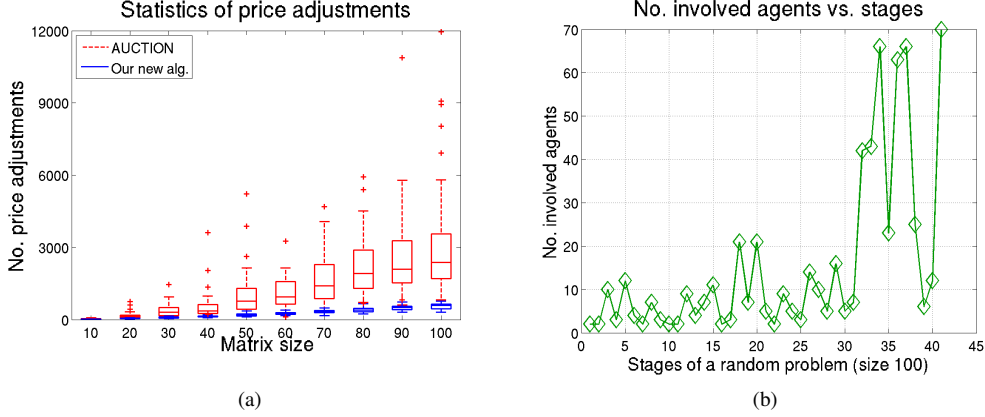 Statistics of price adjustments
No. price adjustments
12000
9000
6000
3000
0
AUCTION
Our new alg.
10 20 30 40 50 60 70 80 90 100
Matrix size
(a)
No. involved agents vs. stages
No. involved agents
70
60
50
40
30
20
10
0
0 5 10 15 20 25 30 35 40 45
Stages of a random problem (size 100)
(b)